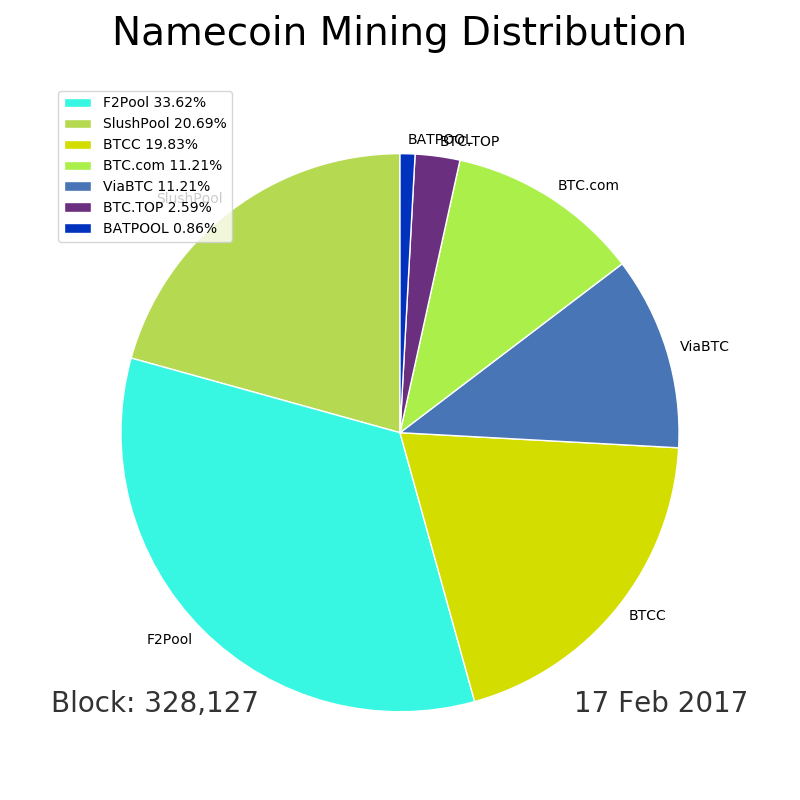 Namecoin Mining Distribution
F2Pool 33.62%
SlushPool 20.69%
BTCC 19.83%
BTC.com 11.21%
ViaBTC 11.21%
BTC.TOP 2.59%
BATPOOL 0.86%
BATPOOL
BTC.TOP
BTC.com
SlushPool
ViaBTC
BTCC
F2Pool
Block: 328,127
17 Feb 2017